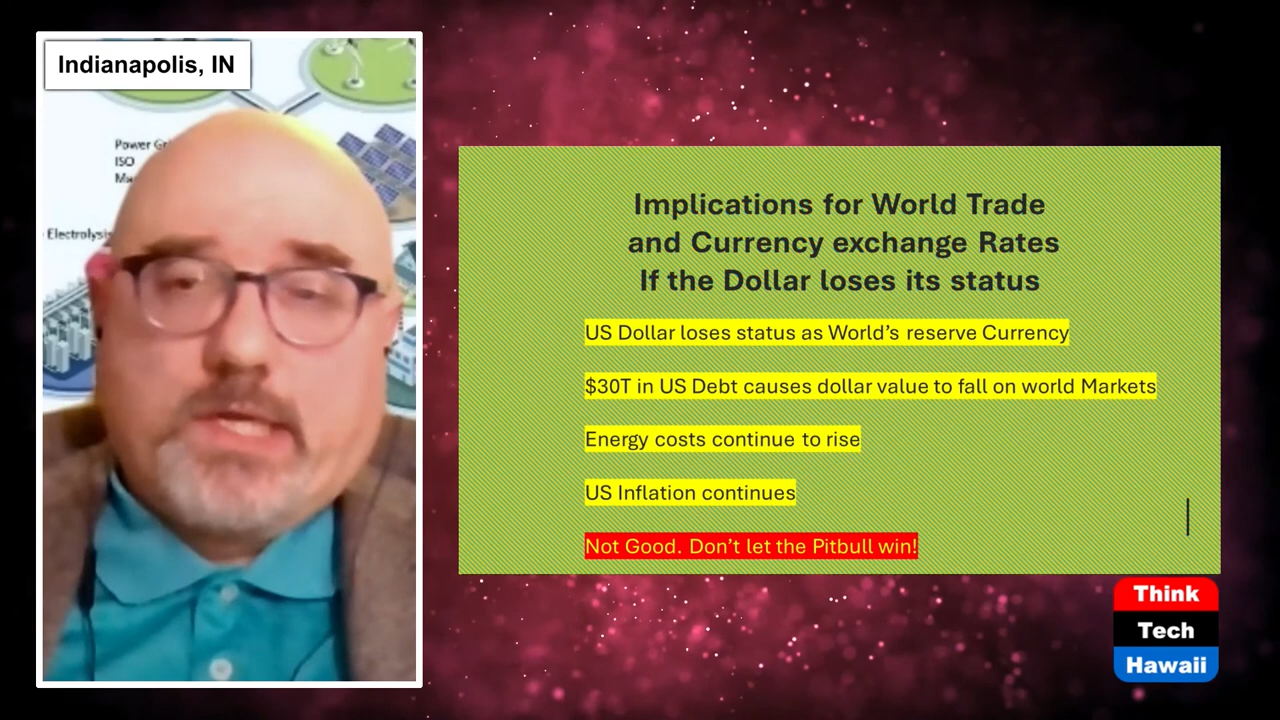 Indianapolis, IN
Power
ISO
Electrolysis
Implications for World Trade
and Currency exchange Rates
If the Dollar loses its status
US Dollar loses status as World’s reserve Currency
$30T in US Debt causes dollar value to fall on world Markets
Energy costs continue to rise
US Inflation continues
Not Good. Don’t let the Pitbull win!
Think
Tech
Hawaii